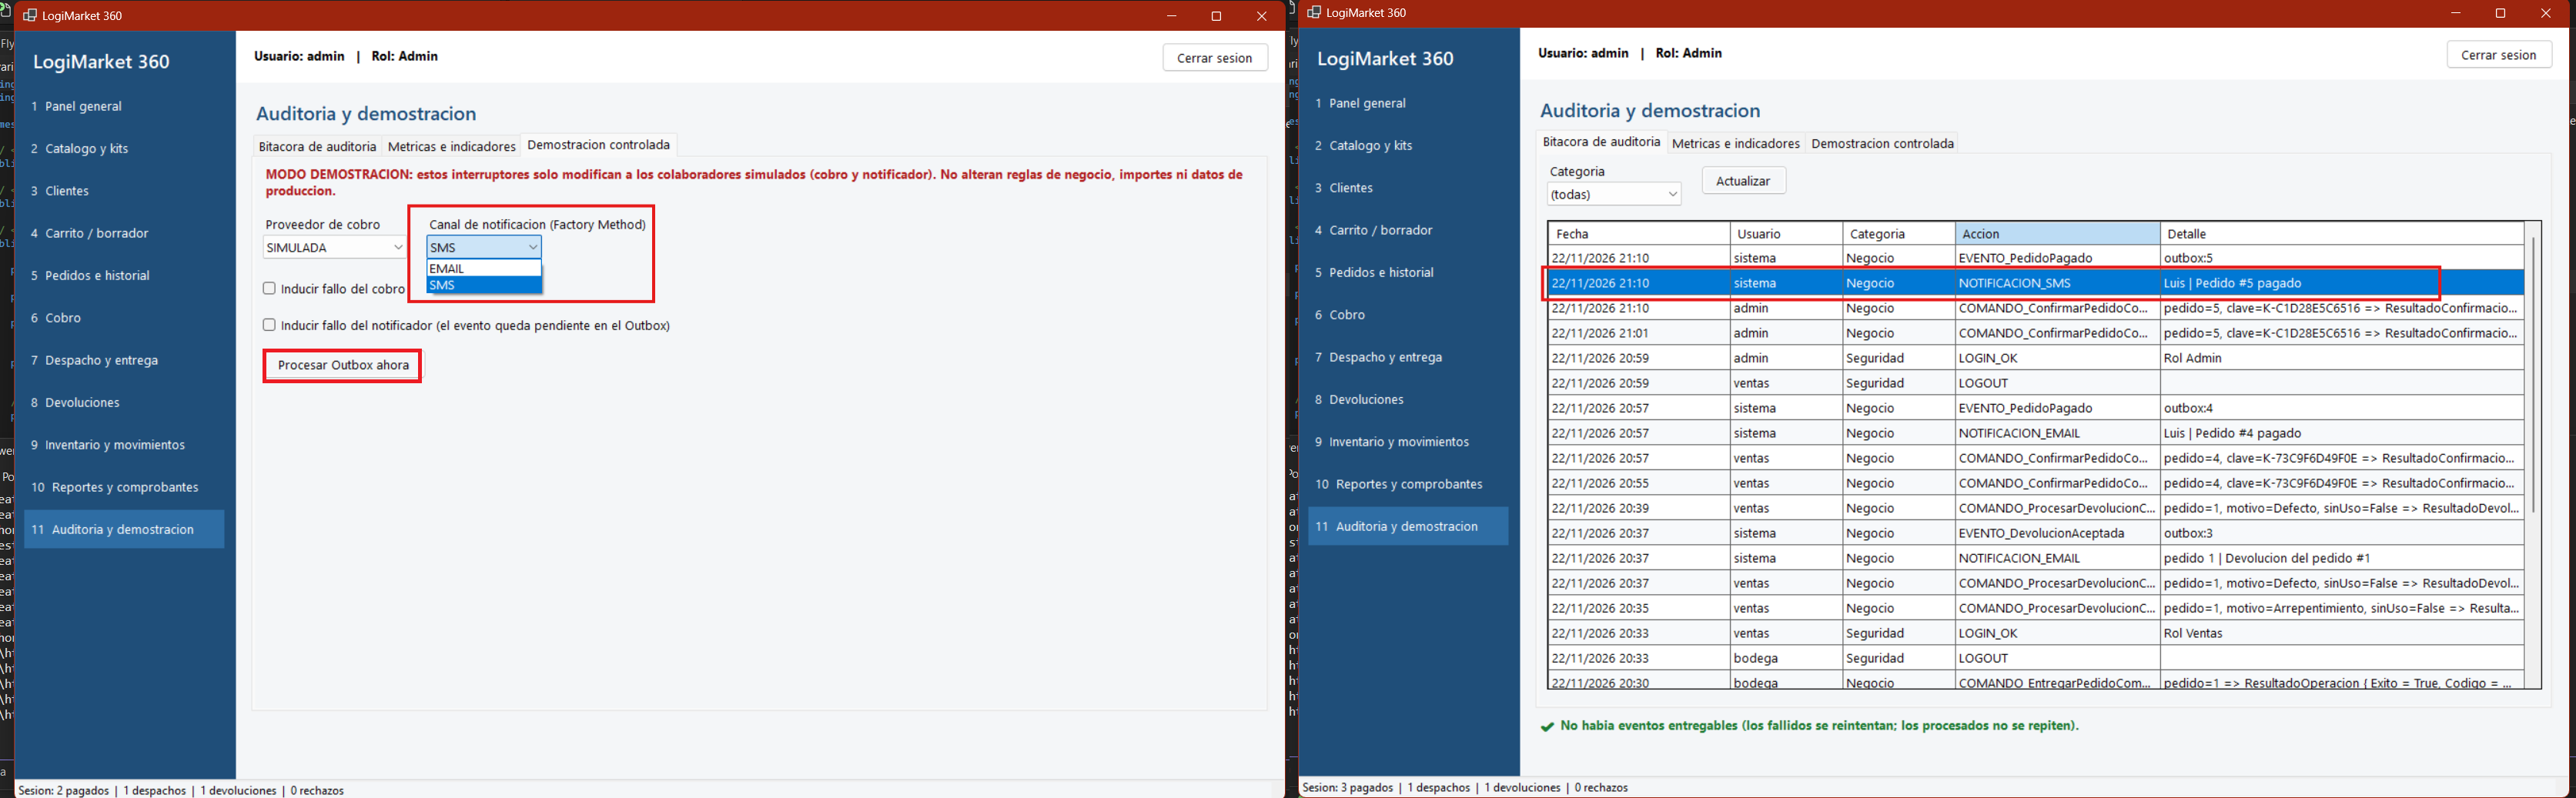 LogiMarket 360
LogiMarket 360
1 Panel general
2 Catalogo y kits
3 Clientes
4 Carrito / borrador
5 Pedidos e historial
6 Cobro
7 Despacho y entrega
8 Devoluciones
9 Inventario y movimientos
10 Reportes y comprobantes
11 Auditoria y demostracion
Usuario: admin | Rol: Admin
Cerrar sesion
Auditoria y demostracion
Bitacora de auditoria Metricas e indicadores Demostracion controlada
MODO DEMOSTRACION: estos interruptores solo modifican a los colaboradores simulados (cobro y notificador). No alteran reglas de negocio, importes ni datos de
produccion.
Proveedor de cobro Canal de notificacion (Factory Method)
SIMULADA SMS
EMAIL
SMS
Inducir fallo del cobro
Inducir fallo del notificador (el evento queda pendiente en el Outbox)
Procesar Outbox ahora
Sesion: 2 pagados | 1 despachos | 1 devoluciones | 0 rechazos
LogiMarket 360
LogiMarket 360
1 Panel general
2 Catalogo y kits
3 Clientes
4 Carrito / borrador
5 Pedidos e historial
6 Cobro
7 Despacho y entrega
8 Devoluciones
9 Inventario y movimientos
10 Reportes y comprobantes
11 Auditoria y demostracion
Usuario: admin | Rol: Admin
Cerrar sesion
Auditoria y demostracion
Bitacora de auditoria Metricas e indicadores Demostracion controlada
Categoria
(todas) Actualizar
Fecha Usuario Categoria Accion Detalle
22/11/2026 21:10 sistema Negocio EVENTO_PedidoPagado outbox:5
22/11/2026 21:10 sistema Negocio NOTIFICACION_SMS Luis | Pedido #5 pagado
22/11/2026 21:10 admin Negocio COMANDO_ConfirmarPedidoCo... pedido=5, clave=K-C1D28E5C6516 => ResultadoConfirmacio...
22/11/2026 21:01 admin Negocio COMANDO_ConfirmarPedidoCo... pedido=5, clave=K-C1D28E5C6516 => ResultadoConfirmacio...
22/11/2026 20:59 admin Seguridad LOGIN_OK Rol Admin
22/11/2026 20:59 ventas Seguridad LOGOUT
22/11/2026 20:57 sistema Negocio EVENTO_PedidoPagado outbox:4
22/11/2026 20:57 sistema Negocio NOTIFICACION_EMAIL Luis | Pedido #4 pagado
22/11/2026 20:57 ventas Negocio COMANDO_ConfirmarPedidoCo... pedido=4, clave=K-73C9F6D49F0E => ResultadoConfirmacio...
22/11/2026 20:55 ventas Negocio COMANDO_ConfirmarPedidoCo... pedido=4, clave=K-73C9F6D49F0E => ResultadoConfirmacio...
22/11/2026 20:39 ventas Negocio COMANDO_ProcesarDevolucionC... pedido=1, motivo=Defecto, sinUso=False => ResultadoDevol...
22/11/2026 20:37 sistema Negocio EVENTO_DevolucionAceptada outbox:3
22/11/2026 20:37 sistema Negocio NOTIFICACION_EMAIL pedido 1 | Devolucion del pedido #1
22/11/2026 20:37 ventas Negocio COMANDO_ProcesarDevolucionC... pedido=1, motivo=Defecto, sinUso=False => ResultadoDevol...
22/11/2026 20:35 ventas Negocio COMANDO_ProcesarDevolucionC... pedido=1, motivo=Arrepentimiento, sinUso=False => Resulta...
22/11/2026 20:33 ventas Seguridad LOGIN_OK Rol Ventas
22/11/2026 20:33 bodega Seguridad LOGOUT
22/11/2026 20:30 bodega Negocio COMANDO_EntregarPedidoCom... pedido=1 => ResultadoOperacion { Exito = True, Codigo = ...
No habia eventos entregables (los fallidos se reintentan; los procesados no se repiten).
Sesion: 3 pagados | 1 despachos | 1 devoluciones | 0 rechazos